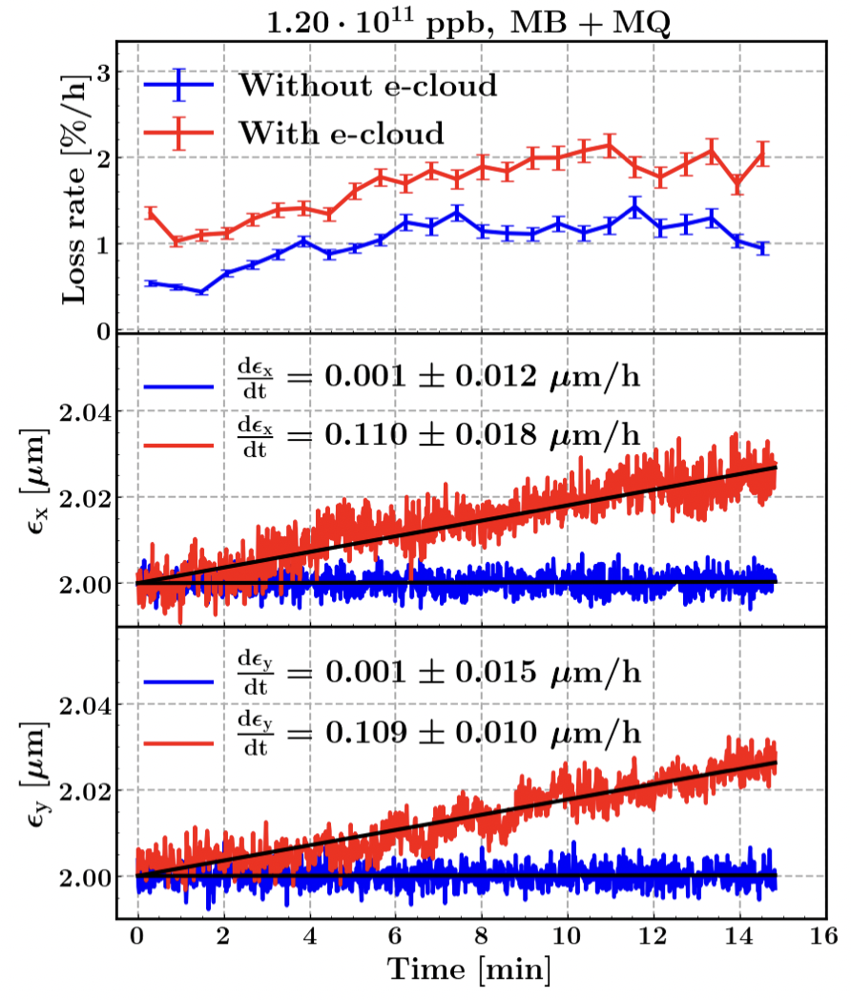 1.20 · 10¹¹ ppb, MB + MQ
Loss rate [%/h]
3
2
1
0
Without e-cloud
With e-cloud
ϵₓ [μm]
2.04
2.02
2.00
dϵₓ/dt = 0.001 ± 0.012 μm/h
dϵₓ/dt = 0.110 ± 0.018 μm/h
ϵᵧ [μm]
2.04
2.02
2.00
dϵᵧ/dt = 0.001 ± 0.015 μm/h
dϵᵧ/dt = 0.109 ± 0.010 μm/h
0 2 4 6 8 10 12 14 16
Time [min]